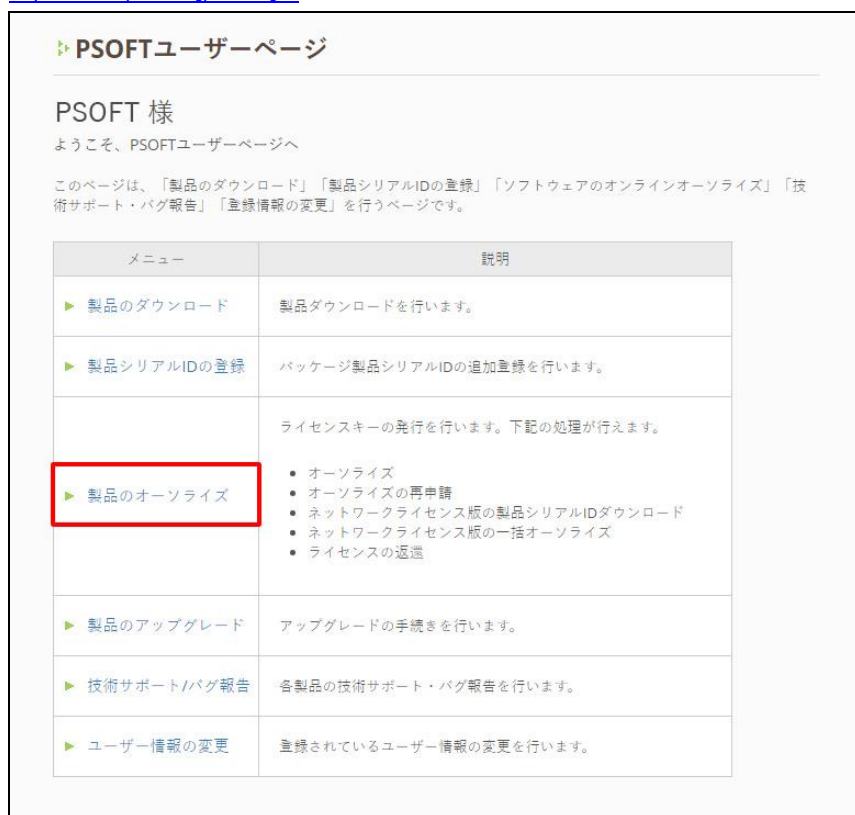 PSOFTユーザーページ
PSOFT 様
ようこそ、PSOFTユーザーページへ
このページは、「製品のダウンロード」「製品シリアルIDの登録」「ソフトウェアのオンラインオーソライズ」「技
術サポート・バグ報告」「登録情報の変更」を行うページです。
メニュー 説明
製品のダウンロード 製品ダウンロードを行います。
製品シリアルIDの登録 パッケージ製品シリアルIDの追加登録を行います。
ライセンスキーの発行を行います。下記の処理が行えます。
製品のオーソライズ
オーソライズ
オーソライズの再申請
ネットワークライセンス版の製品シリアルIDダウンロード
ネットワークライセンス版の一括オーソライズ
ライセンスの返還
製品のアップグレード アップグレードの手続きを行います。
技術サポート/バグ報告 各製品の技術サポート・バグ報告を行います。
ユーザー情報の変更 登録されているユーザー情報の変更を行います。